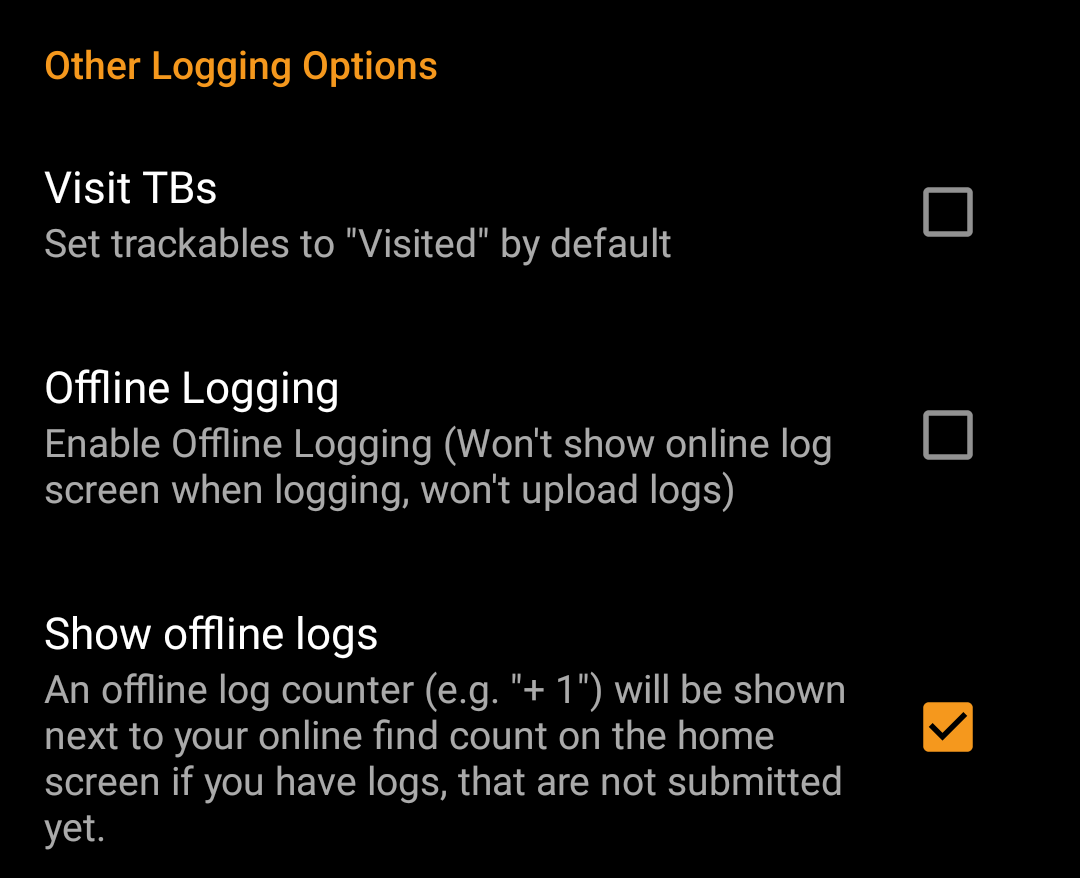 Other Logging Options
Visit TBs
Set trackables to "Visited" by default
Offline Logging
Enable Offline Logging (Won't show online log
screen when logging, won't upload logs)
Show offline logs
An offline log counter (e.g. "+ 1") will be shown
next to your online find count on the home
screen if you have logs, that are not submitted
yet.